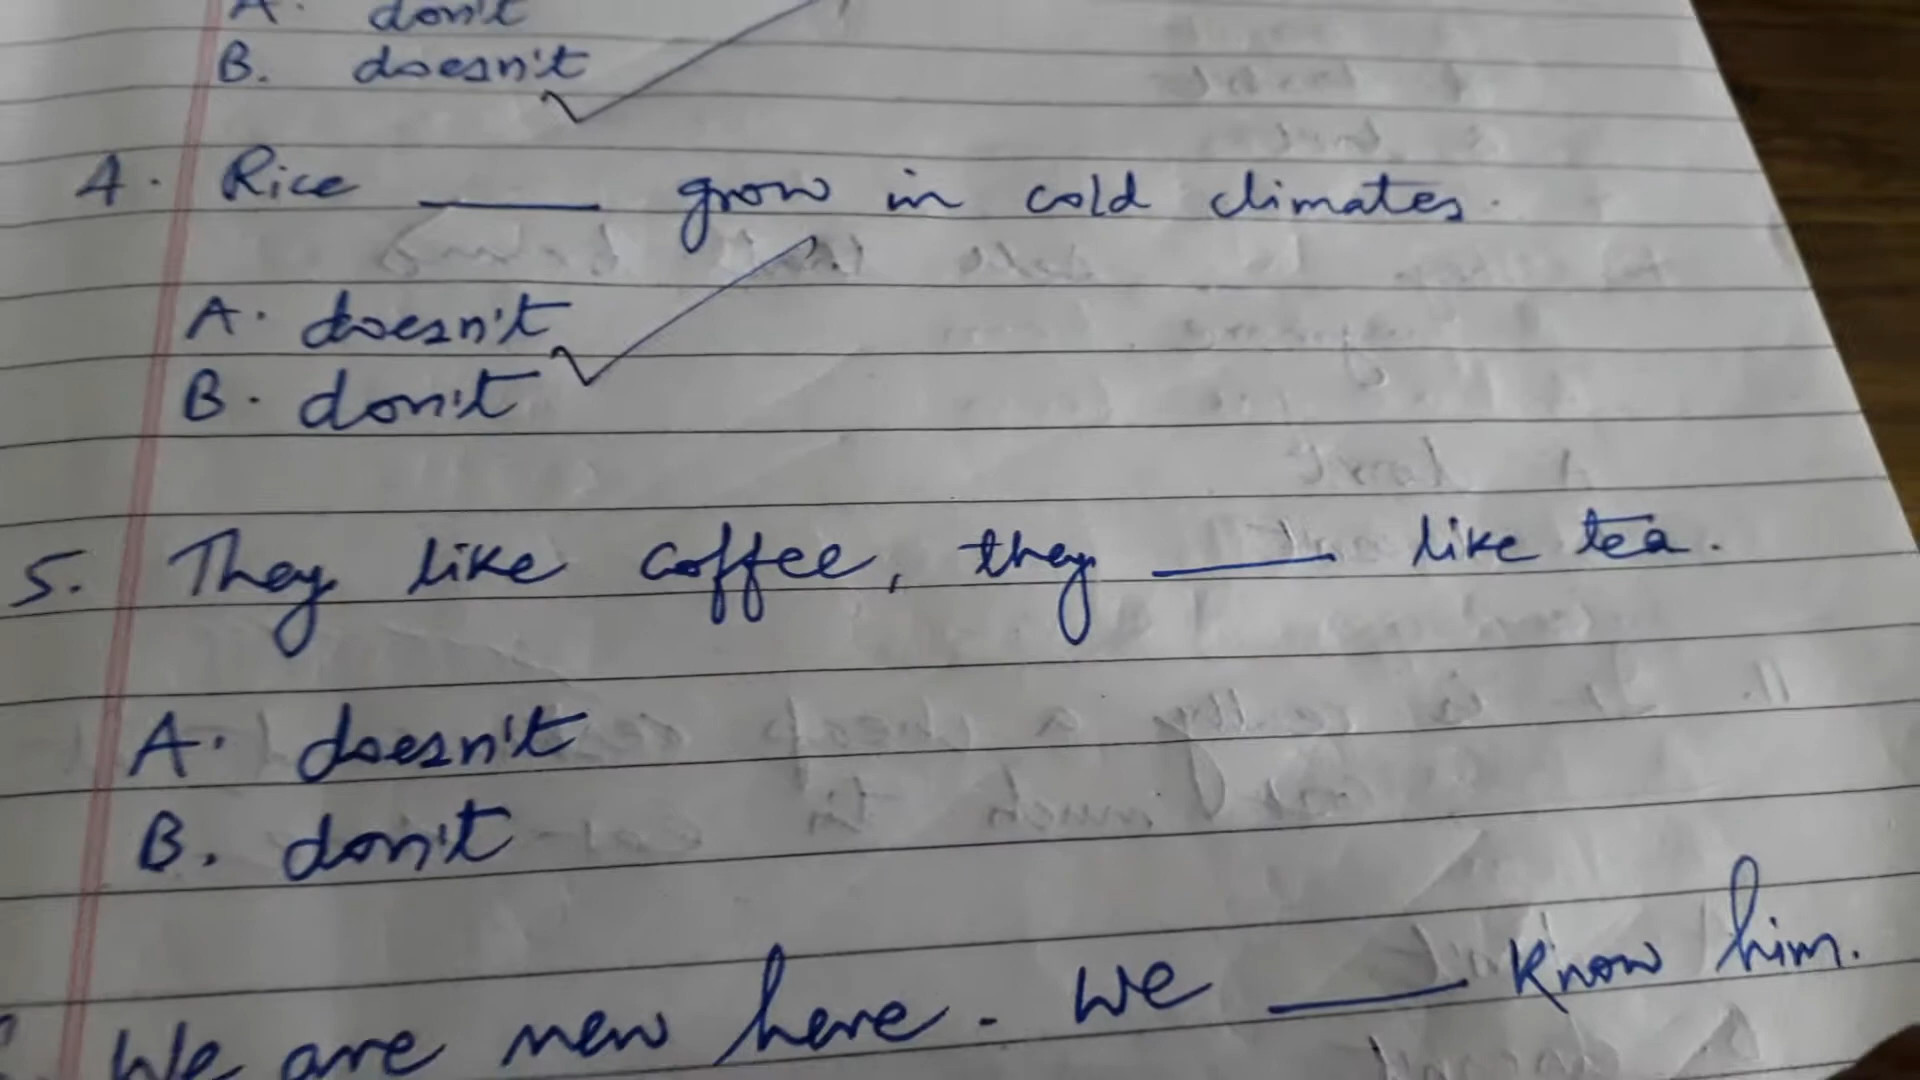 A. don't
B. doesn't
4. Rice ____ grow in cold climates.
A. doesn't
B. don't
5. They like coffee, they ____ like tea.
A. doesn't
B. don't
We are new here. We ____ know him.